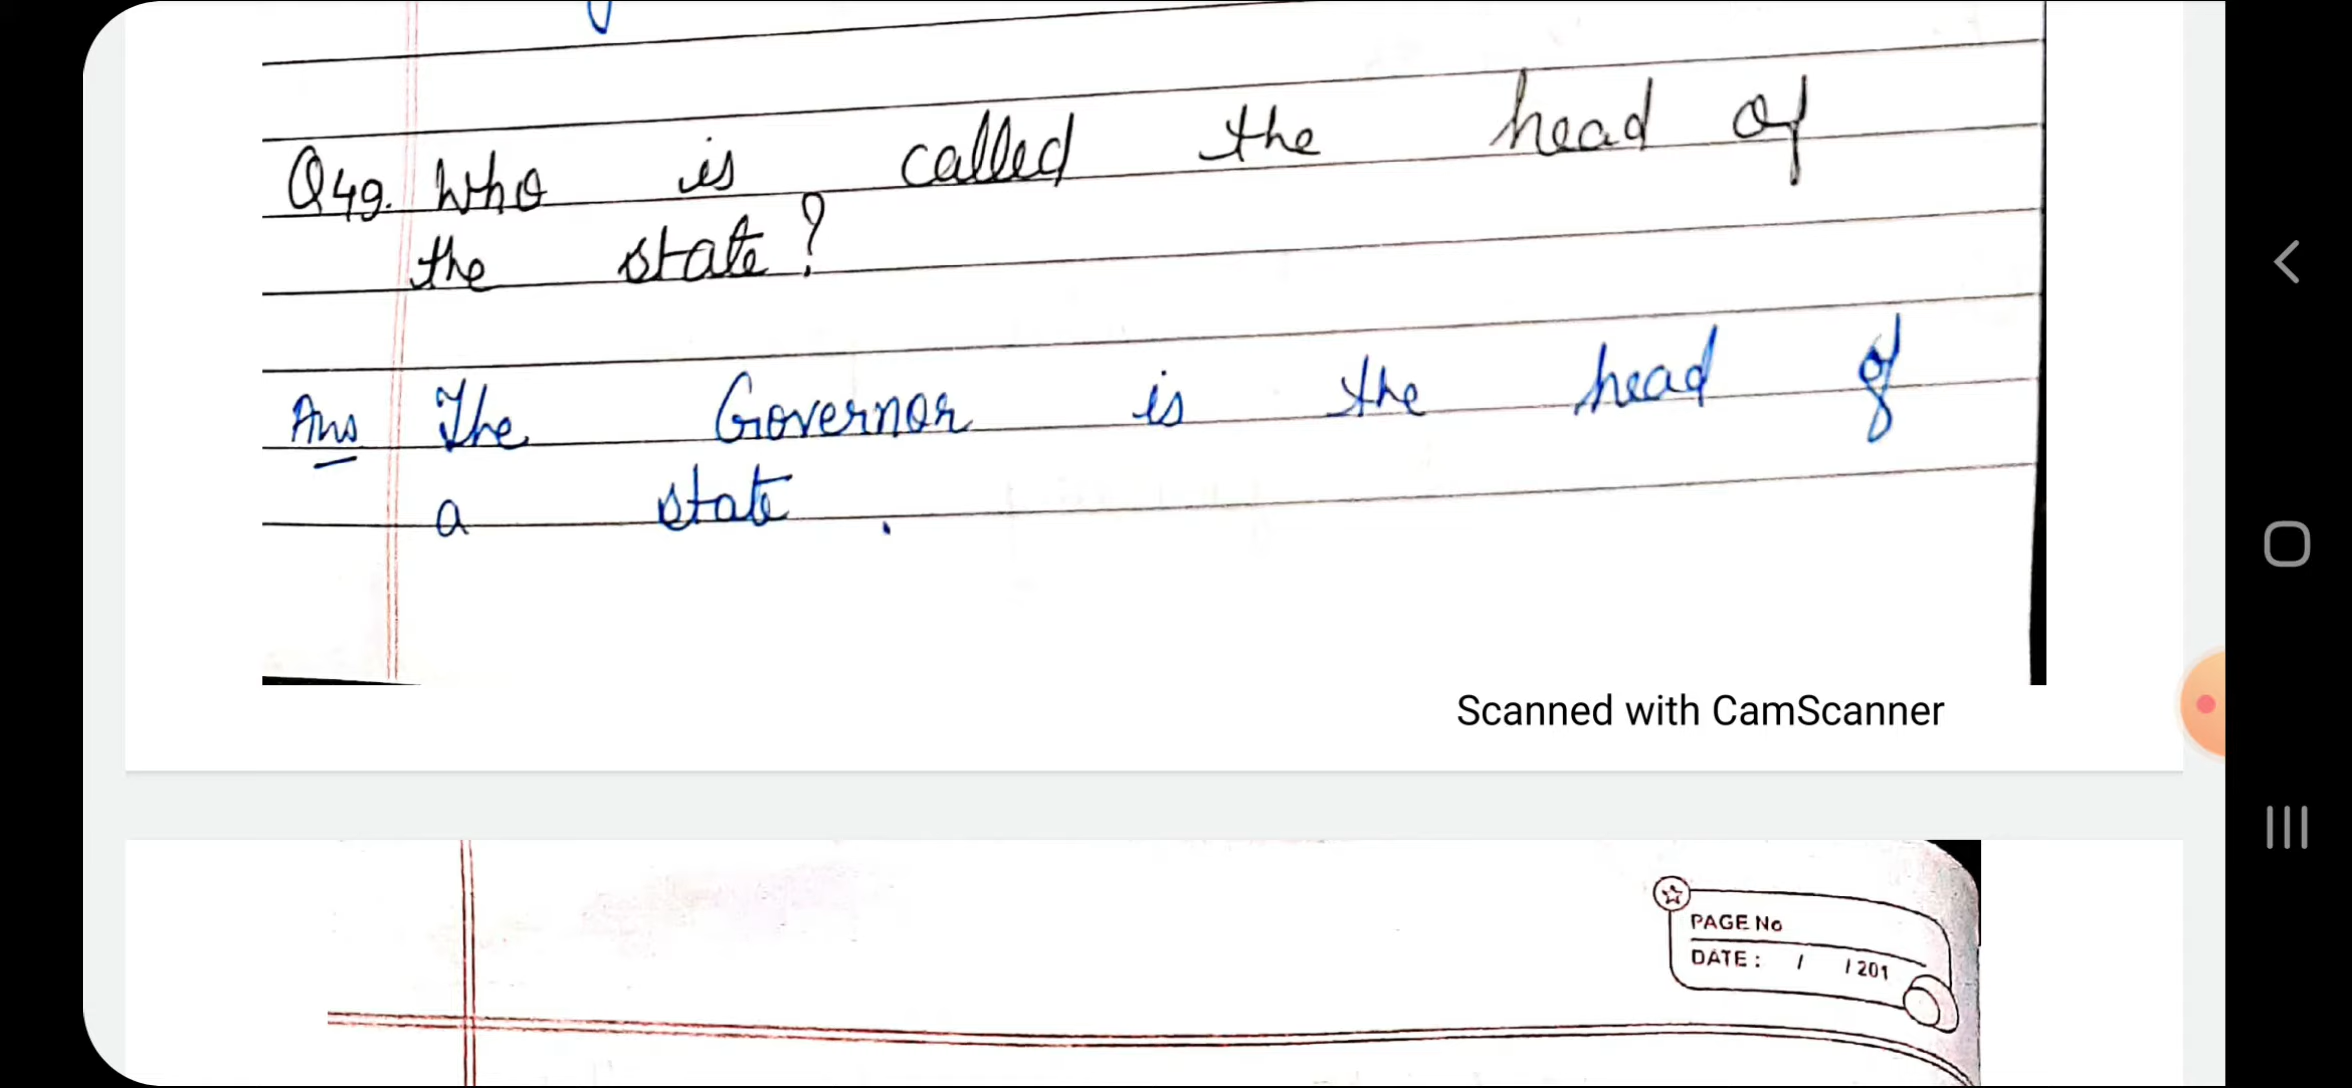 Q49. Who is called the head of
the state?
Ans The Governor is the head of
a state .
Scanned with CamScanner
PAGE No
DATE : / / 201